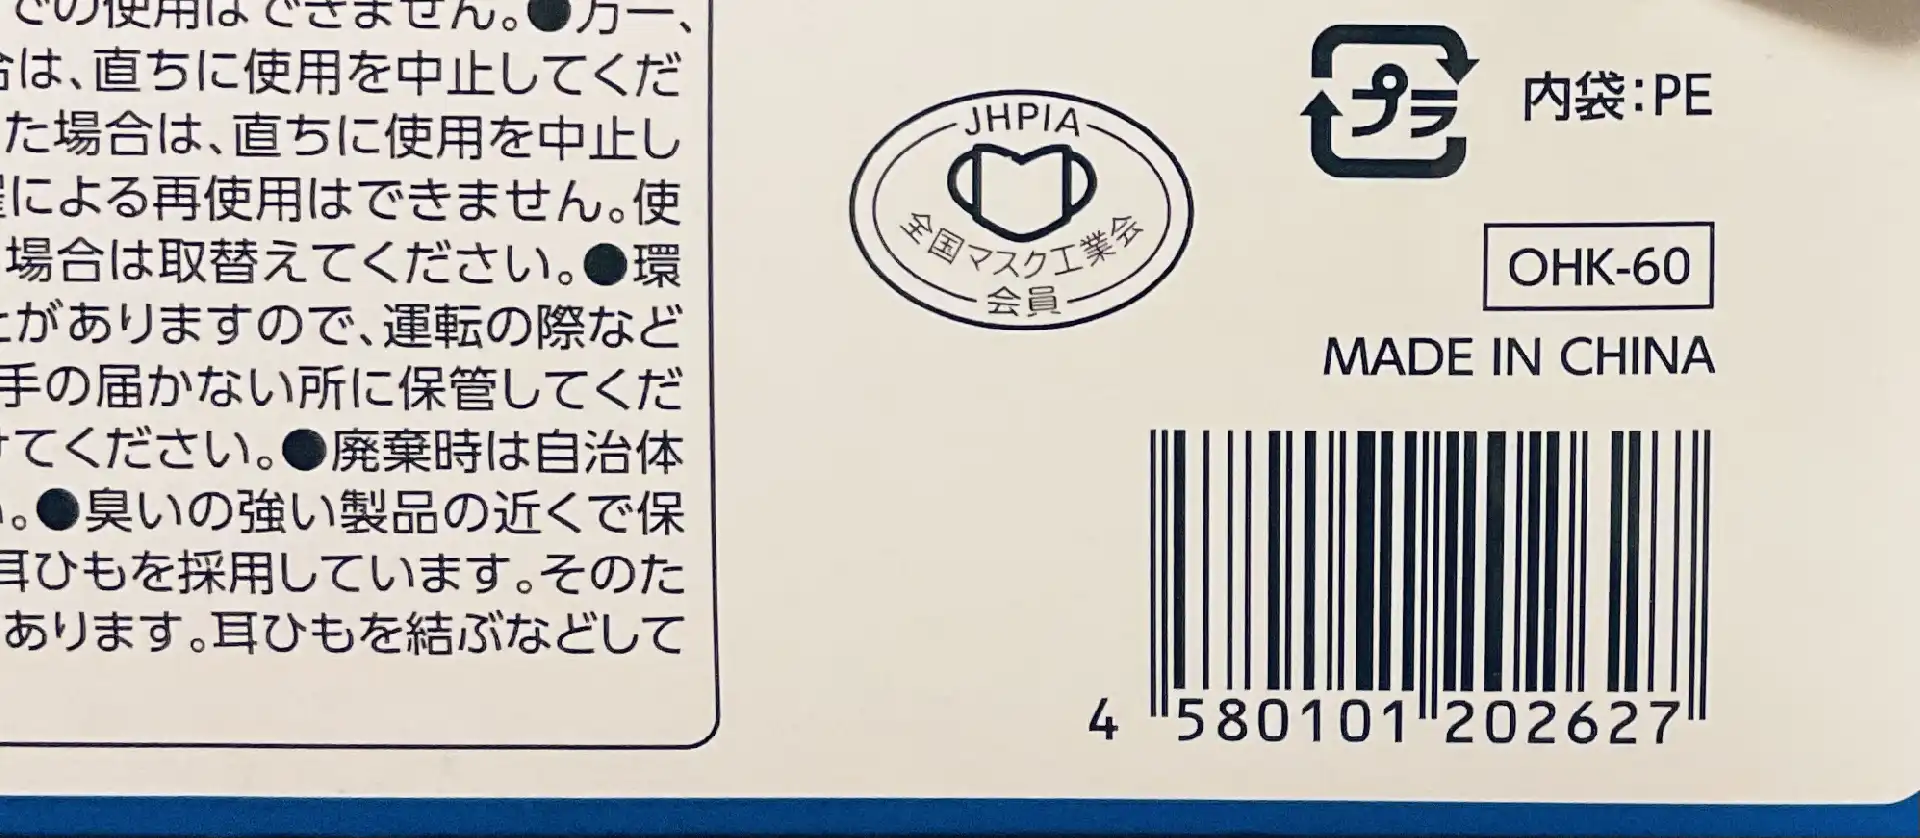 での使用はできません。●万一、
合は、直ちに使用を中止してくだ
た場合は、直ちに使用を中止し
による再使用はできません。使
場合は取替えてください。●環
とがありますので、運転の際など
手の届かない所に保管してくだ
けてください。●廃棄時は自治体
い。●臭いの強い製品の近くで保
耳ひもを採用しています。そのた
あります。耳ひもを結ぶなどして
JHPIA
全国マスク工業会
会員
プラ
内袋:PE
OHK-60
MADE IN CHINA
4 580101 202627